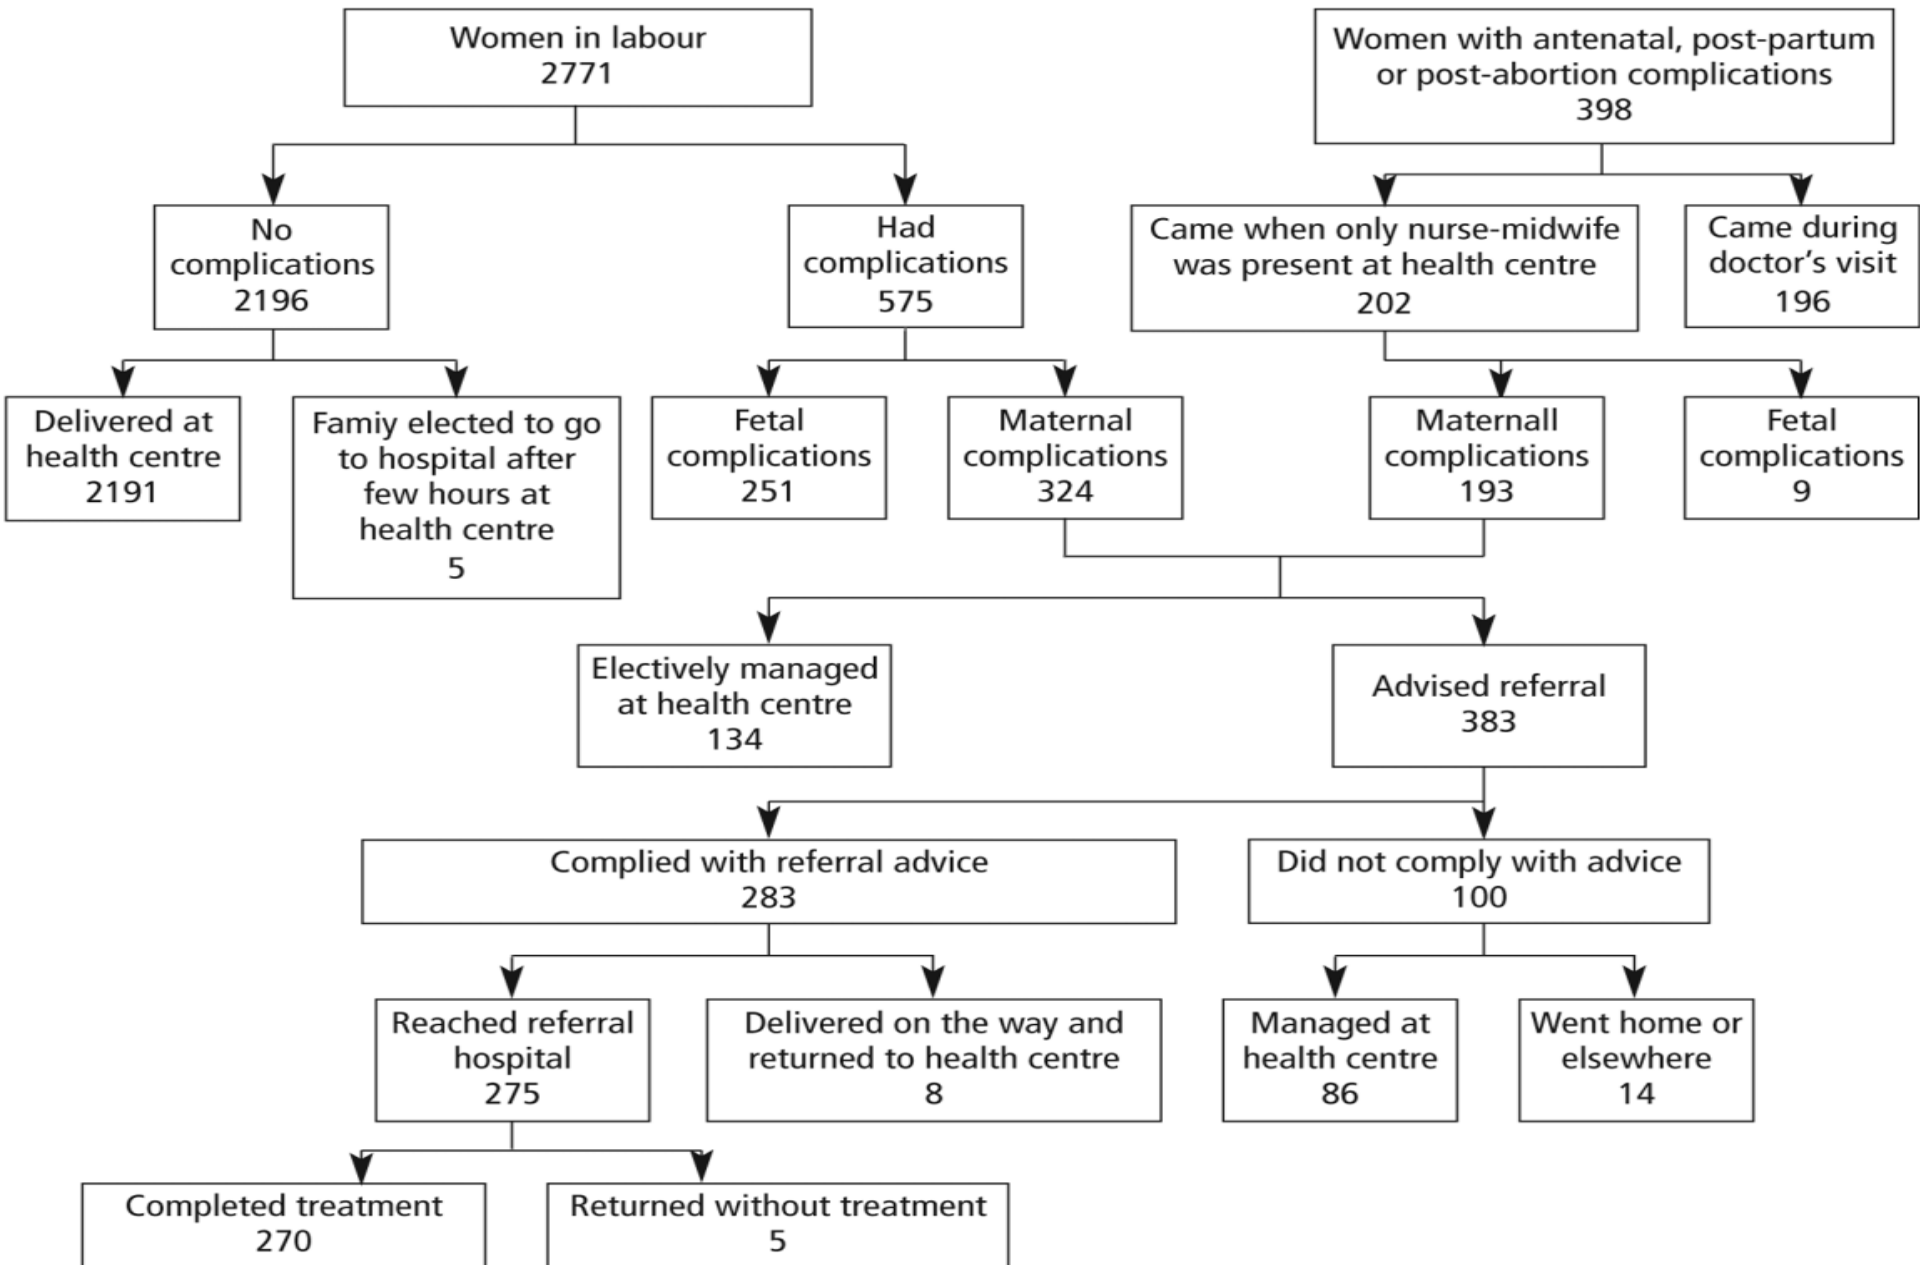 Women in labour
2771
Women with antenatal, post-partum
or post-abortion complications
398
No
complications
2196
Had
complications
575
Came when only nurse-midwife
was present at health centre
202
Came during
doctor's visit
196
Delivered at
health centre
2191
Famiy elected to go
to hospital after
few hours at
health centre
5
Fetal
complications
251
Maternal
complications
324
Maternall
complications
193
Fetal
complications
9
Electively managed
at health centre
134
Advised referral
383
Complied with referral advice
283
Did not comply with advice
100
Reached referral
hospital
275
Delivered on the way and
returned to health centre
8
Managed at
health centre
86
Went home or
elsewhere
14
Completed treatment
270
Returned without treatment
5